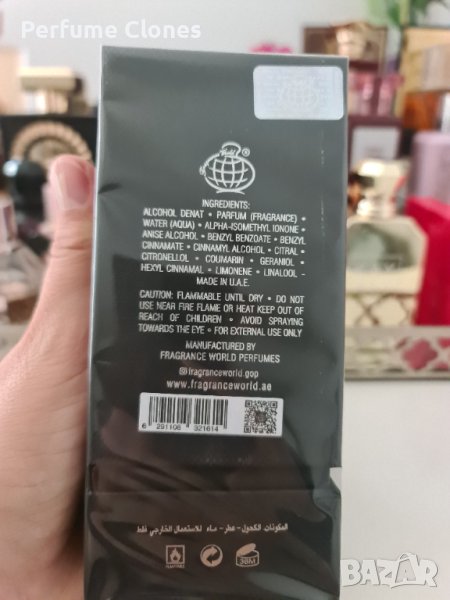 Perfume Clones
World
®
INGREDIENTS:
ALCOHOL DENAT • PARFUM (FRAGRANCE) •
WATER (AQUA) • ALPHA-ISOMETHYL IONONE •
ANISE ALCOHOL • BENZYL BENZOATE • BENZYL
CINNAMATE • CINNAMYL ALCOHOL • CITRAL •
CITRONELLOL • COUMARIN • GERANIOL •
HEXYL CINNAMAL • LIMONENE • LINALOOL -
MADE IN U.A.E.
CAUTION: FLAMMABLE UNTIL DRY • DO NOT
USE NEAR FIRE FLAME OR HEAT KEEP OUT OF
REACH OF CHILDREN • AVOID SPRAYING
TOWARDS THE EYE • FOR EXTERNAL USE ONLY
MANUFACTURED BY
FRAGRANCE WORLD PERFUMES
fragranceworld.gop
www.fragranceworld.ae
6 291106 321614
المكونات: الكحول - عطر - ماء للاستعمال الخارجي فقط
36M
BAZAR